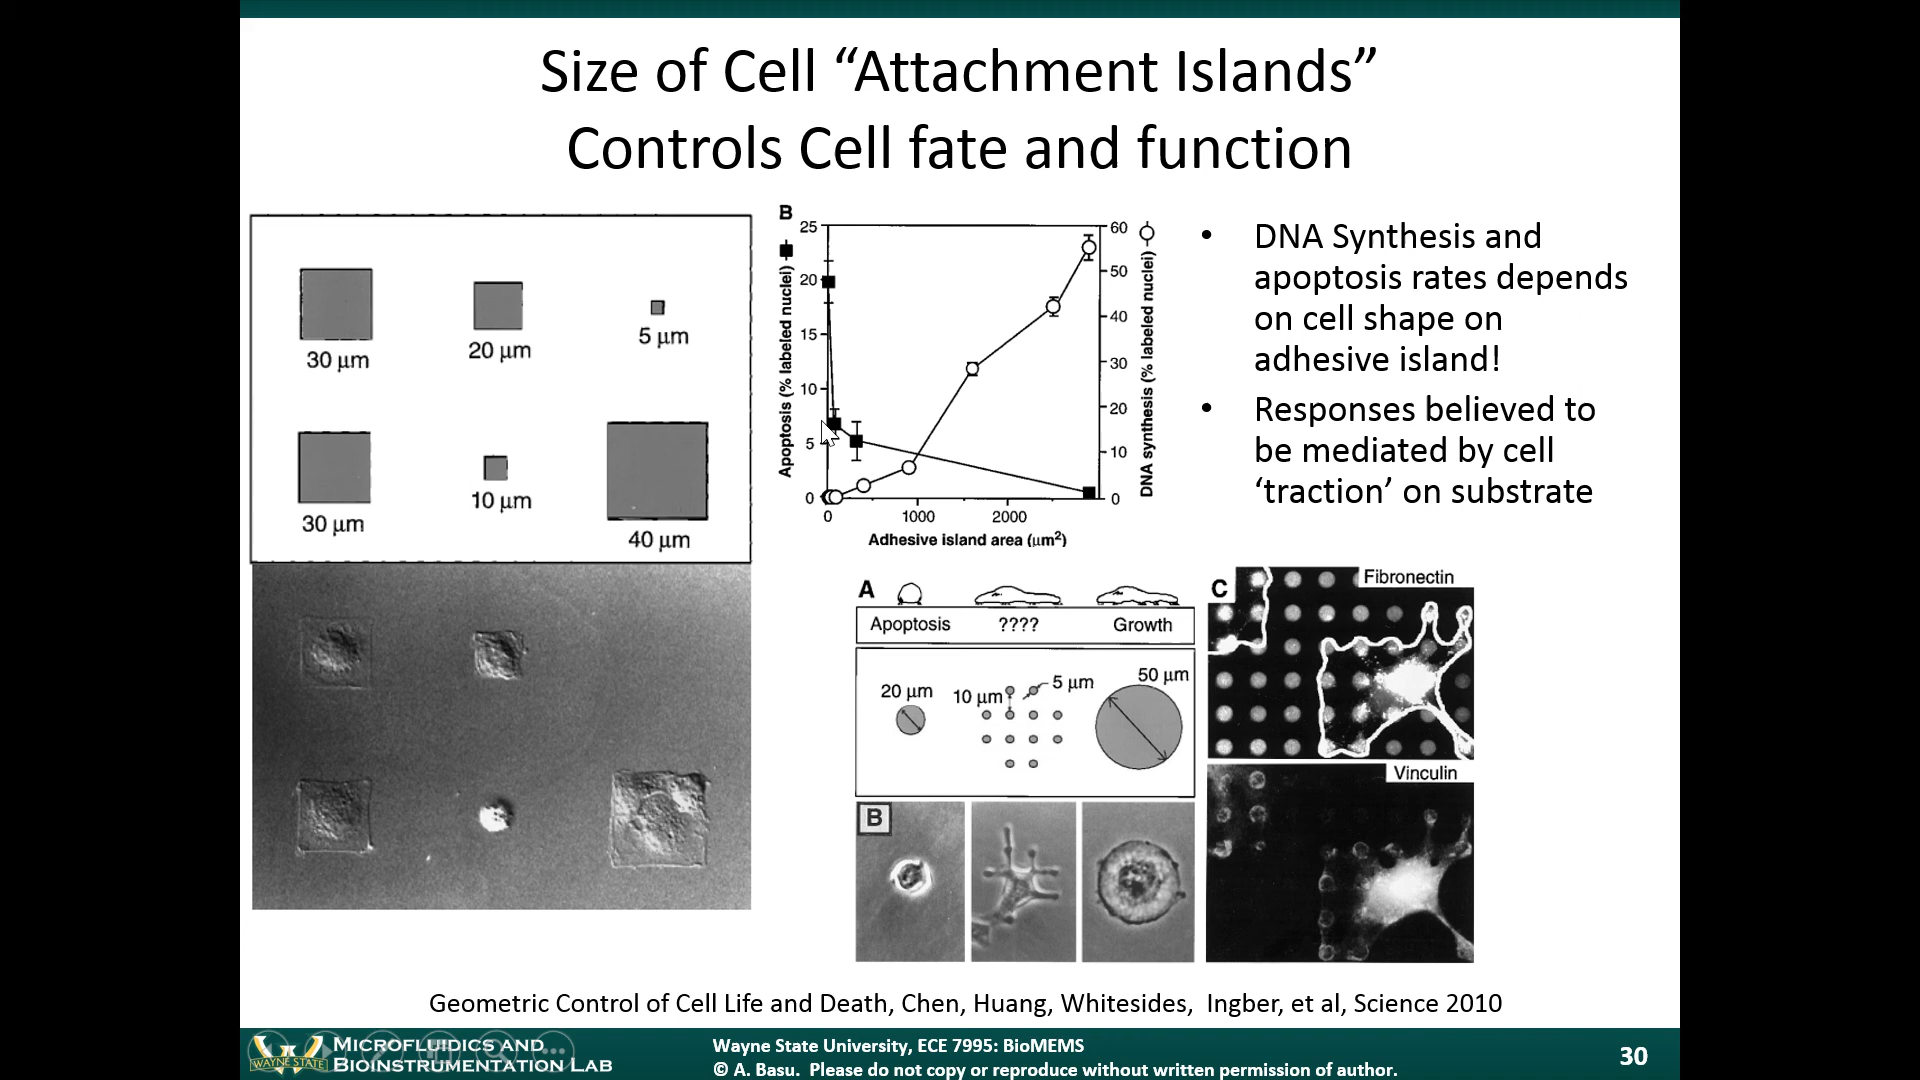 Size of Cell “Attachment Islands”
Controls Cell fate and function
30 µm
20 µm
5 µm
30 µm
10 µm
40 µm
B
Apoptosis (% labeled nuclei)
25
20
15
10
5
0
60
50
40
30
20
10
0
DNA synthesis (% labeled nuclei)
0 1000 2000
Adhesive island area (µm²)
• DNA Synthesis and
apoptosis rates depends
on cell shape on
adhesive island!
• Responses believed to
be mediated by cell
‘traction’ on substrate
A
Apoptosis ???? Growth
20 µm
10 µm
5 µm
50 µm
B
C
Fibronectin
Vinculin
Geometric Control of Cell Life and Death, Chen, Huang, Whitesides, Ingber, et al, Science 2010
WAYNE STATE
MICROFLUIDICS AND
BIOINSTRUMENTATION LAB
Wayne State University, ECE 7995: BioMEMS
© A. Basu. Please do not copy or reproduce without written permission of author.
30